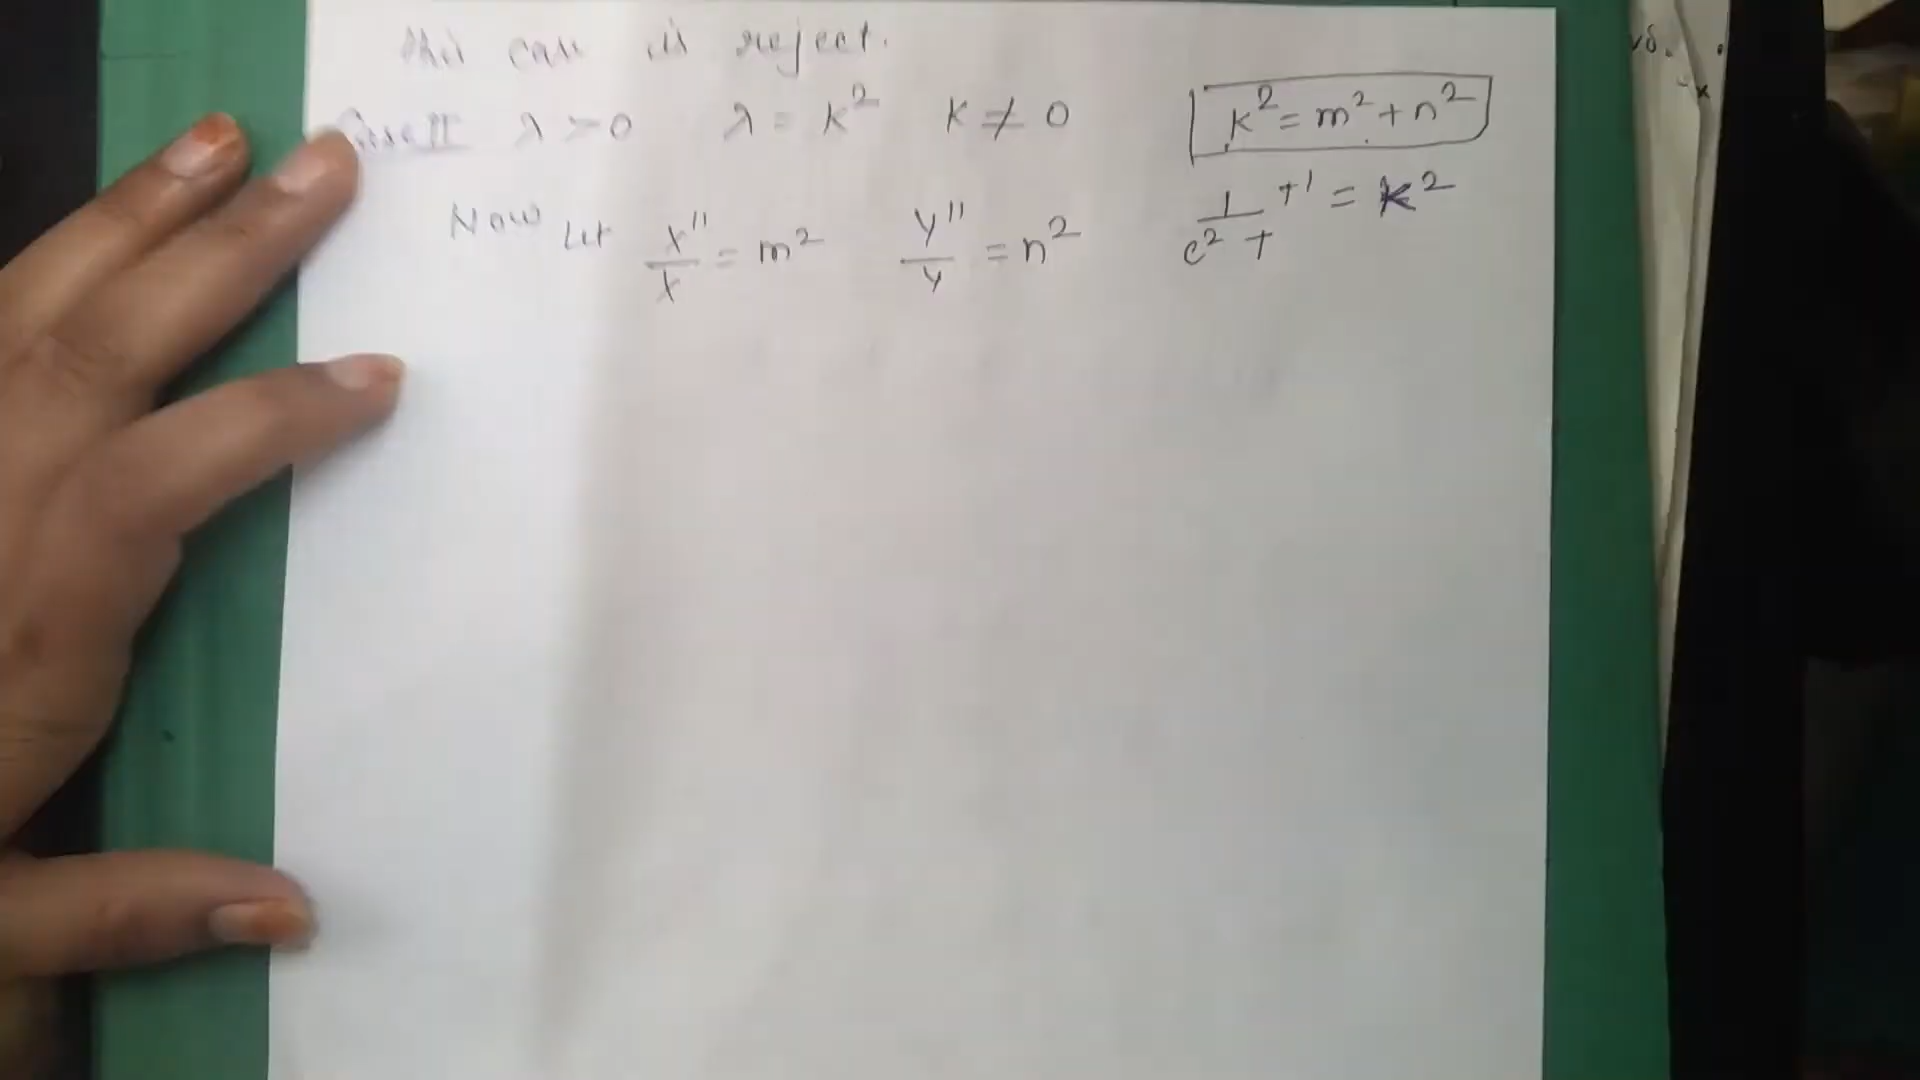 this case is reject.
Case II λ > 0 λ = k² k ≠ 0 k² = m² + n²
Now Let X''/X = m² Y''/Y = n² 1/c² T'/T = k²